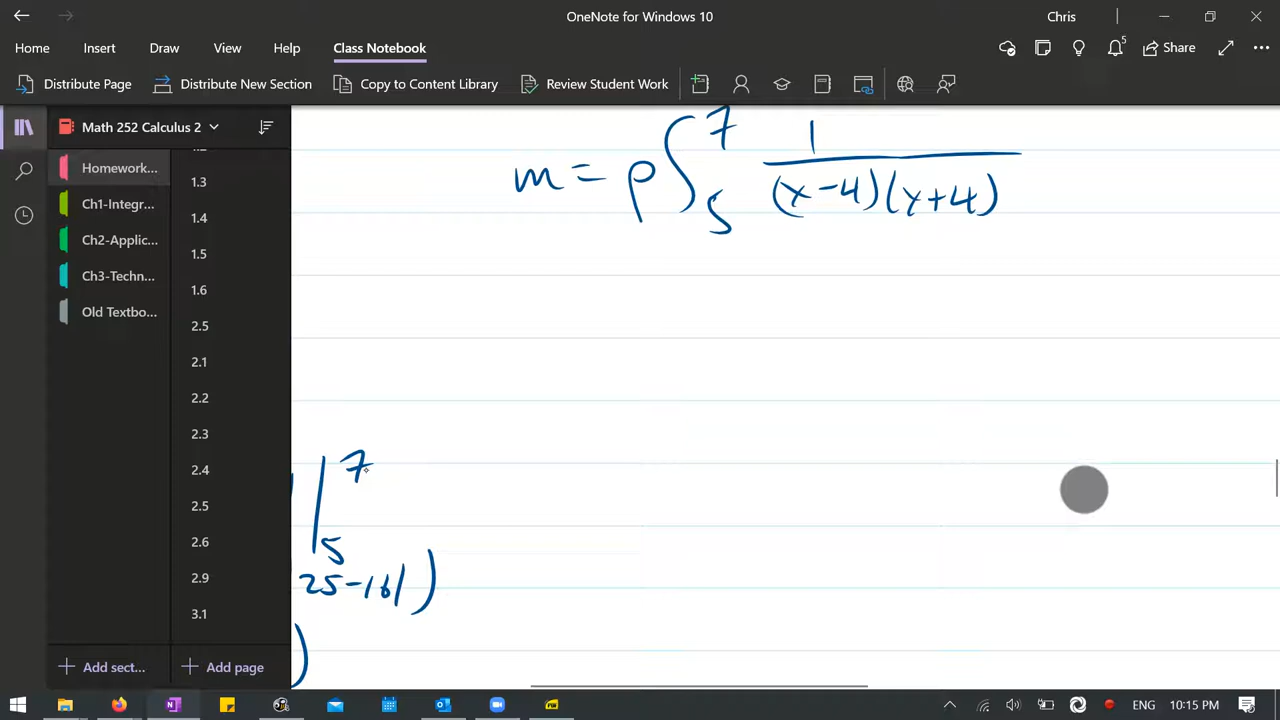 OneNote for Windows 10
Chris
Home Insert Draw View Help Class Notebook
5
Share
Distribute Page Distribute New Section Copy to Content Library Review Student Work
Math 252 Calculus 2
Homework...
Ch1-Integr...
Ch2-Applic...
Ch3-Techn...
Old Textbo...
1.3
1.4
1.5
1.6
2.5
2.1
2.2
2.3
2.4
2.5
2.6
2.9
3.1
Add sect...
Add page
m = ρ ∫₅⁷ 1/((x-4)(x+4))
|₅⁷
25-16|)
)
ENG 10:15 PM